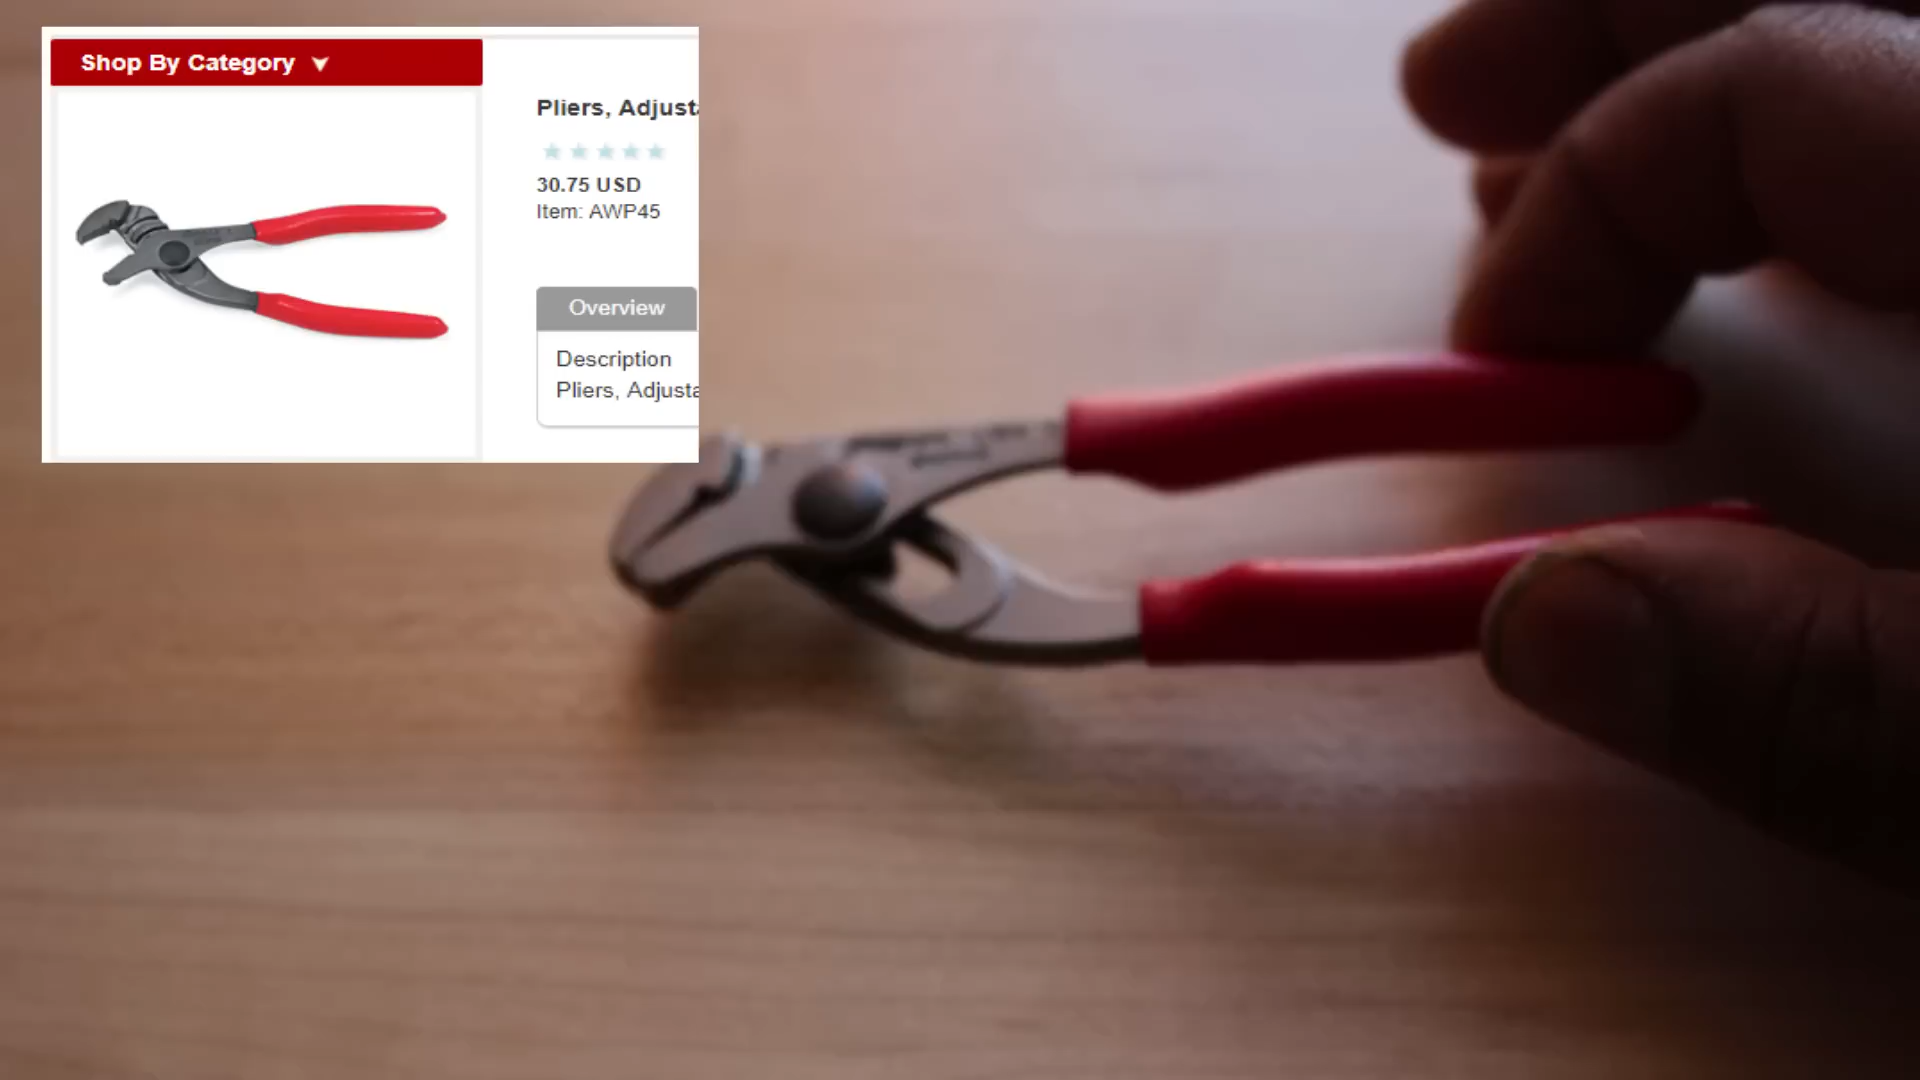 Shop By Category
Pliers, Adjust
30.75 USD
Item: AWP45
Overview
Description
Pliers, Adjusta